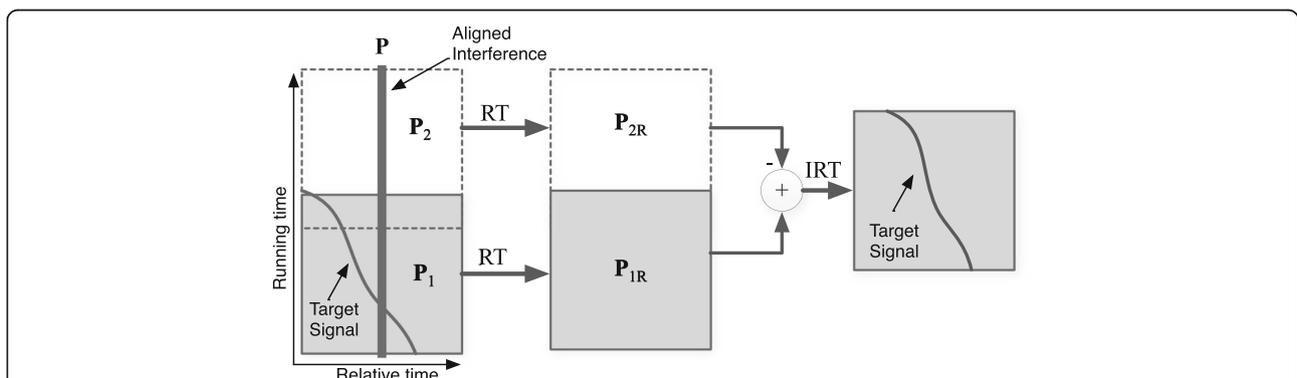 P
Aligned
Interference
P2
RT
P2R
-
+
IRT
Running time
Target
Signal
P1
RT
P1R
Target
Signal
Relative time